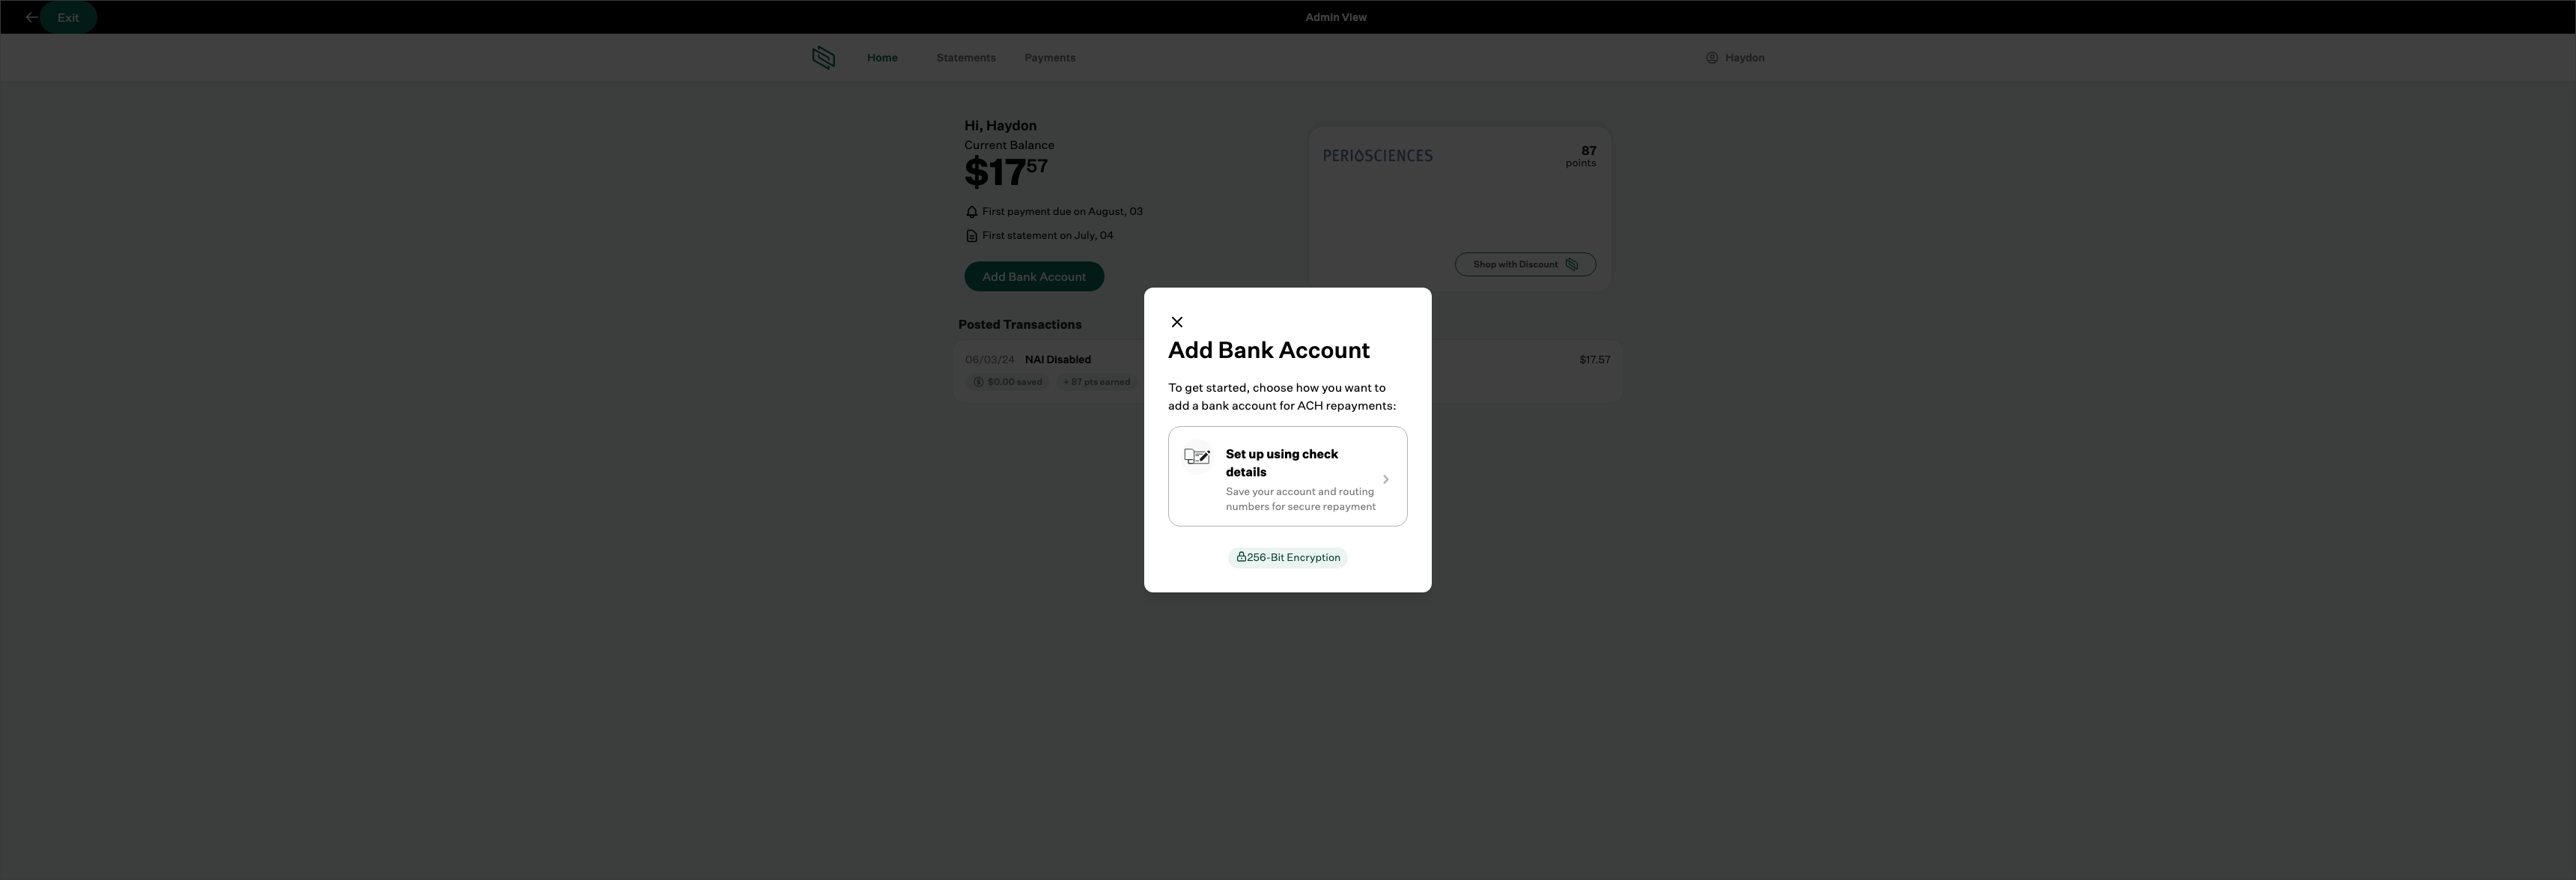 Exit
Admin View
Home
Statements
Payments
Haydon
Hi, Haydon
Current Balance
$17 57
First payment due on August, 03
First statement on July, 04
Add Bank Account
PERIOSCIENCES
87
points
Shop with Discount
Posted Transactions
06/03/24 NAI Disabled
$17.57
$0.00 saved
+ 87 pts earned
Add Bank Account
To get started, choose how you want to
add a bank account for ACH repayments:
Set up using check
details
Save your account and routing
numbers for secure repayment
256-Bit Encryption